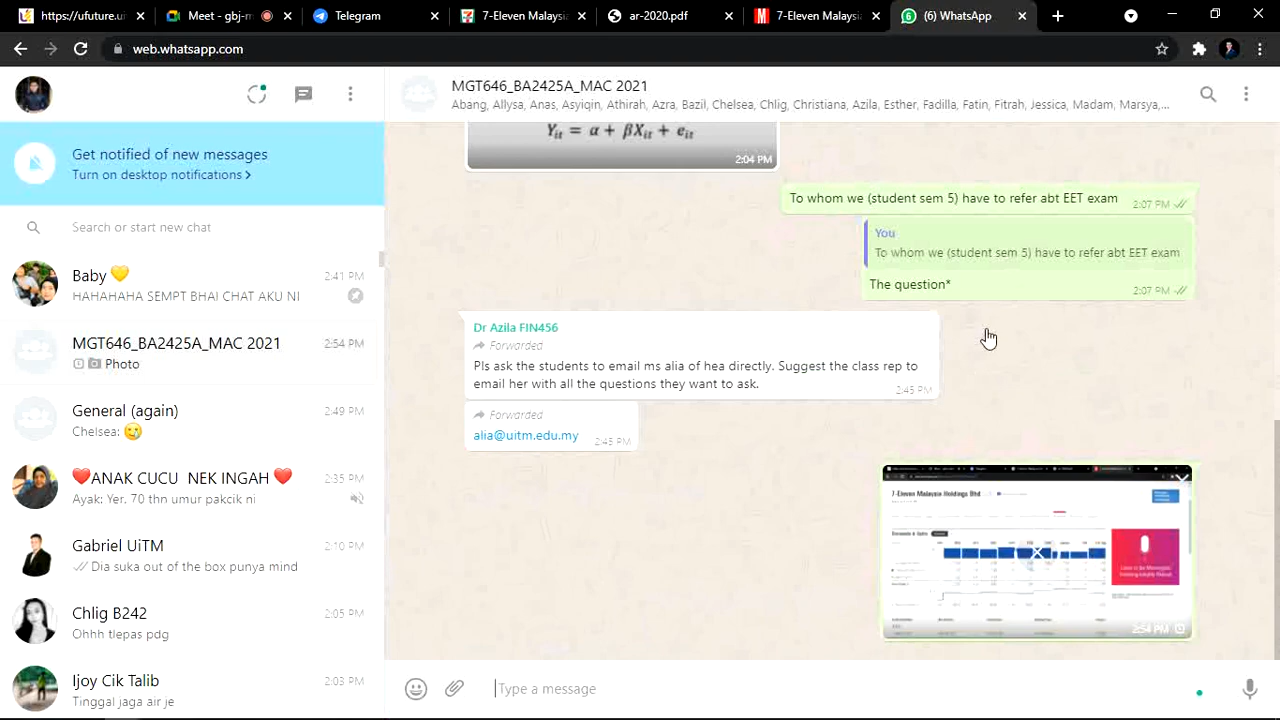 https://ufuture.u
Meet - gbj-m
Telegram
7-Eleven Malaysia
ar-2020.pdf
7-Eleven Malaysia
(6) WhatsApp
web.whatsapp.com
MGT646_BA2425A_MAC 2021
Abang, Allysa, Anas, Asyiqin, Athirah, Azra, Bazil, Chelsea, Chlig, Christiana, Azila, Esther, Fadilla, Fatin, Fitrah, Jessica, Madam, Marsya,...
Get notified of new messages
Turn on desktop notifications >
Search or start new chat
Baby 💛
2:41 PM
HAHAHAHA SEMPT BHAI CHAT AKU NI
MGT646_BA2425A_MAC 2021
2:54 PM
Photo
General (again)
2:49 PM
Chelsea: 🤕
❤️ANAK CUCU NEK INGAH❤️
2:35 PM
Ayak: Yer. 70 thn umur pakcik ni
Gabriel UiTM
2:10 PM
Dia suka out of the box punya mind
Chlig B242
2:05 PM
Ohhh tlepas pdg
Ijoy Cik Talib
2:03 PM
Tinggal jaga air je
Yit = α + βXit + eit
2:04 PM
To whom we (student sem 5) have to refer abt EET exam
2:07 PM
You
To whom we (student sem 5) have to refer abt EET exam
The question*
2:07 PM
Dr Azila FIN456
Forwarded
Pls ask the students to email ms alia of hea directly. Suggest the class rep to
email her with all the questions they want to ask.
2:45 PM
Forwarded
alia@uitm.edu.my
2:45 PM
7-Eleven Malaysia Holdings Bhd
2:54 PM
Type a message